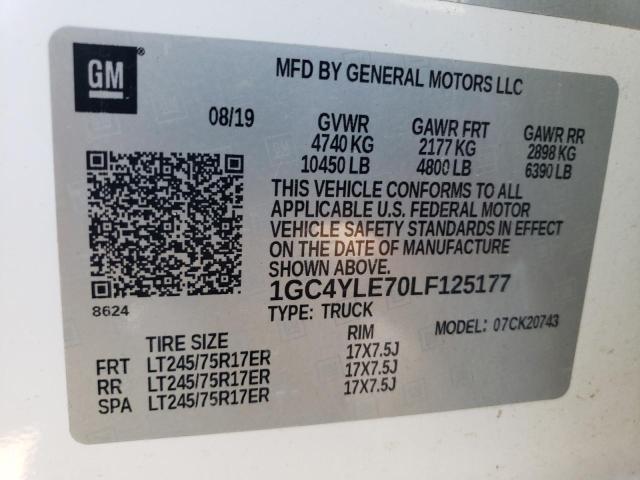 GM
MFD BY GENERAL MOTORS LLC
08/19 GVWR GAWR FRT GAWR RR
4740 KG 2177 KG 2898 KG
10450 LB 4800 LB 6390 LB
THIS VEHICLE CONFORMS TO ALL
APPLICABLE U.S. FEDERAL MOTOR
VEHICLE SAFETY STANDARDS IN EFFECT
ON THE DATE OF MANUFACTURE
SHOWN ABOVE.
1GC4YLE70LF125177
8624
TYPE: TRUCK MODEL: 07CK20743
TIRE SIZE RIM
FRT LT245/75R17ER 17X7.5J
RR LT245/75R17ER 17X7.5J
SPA LT245/75R17ER 17X7.5J